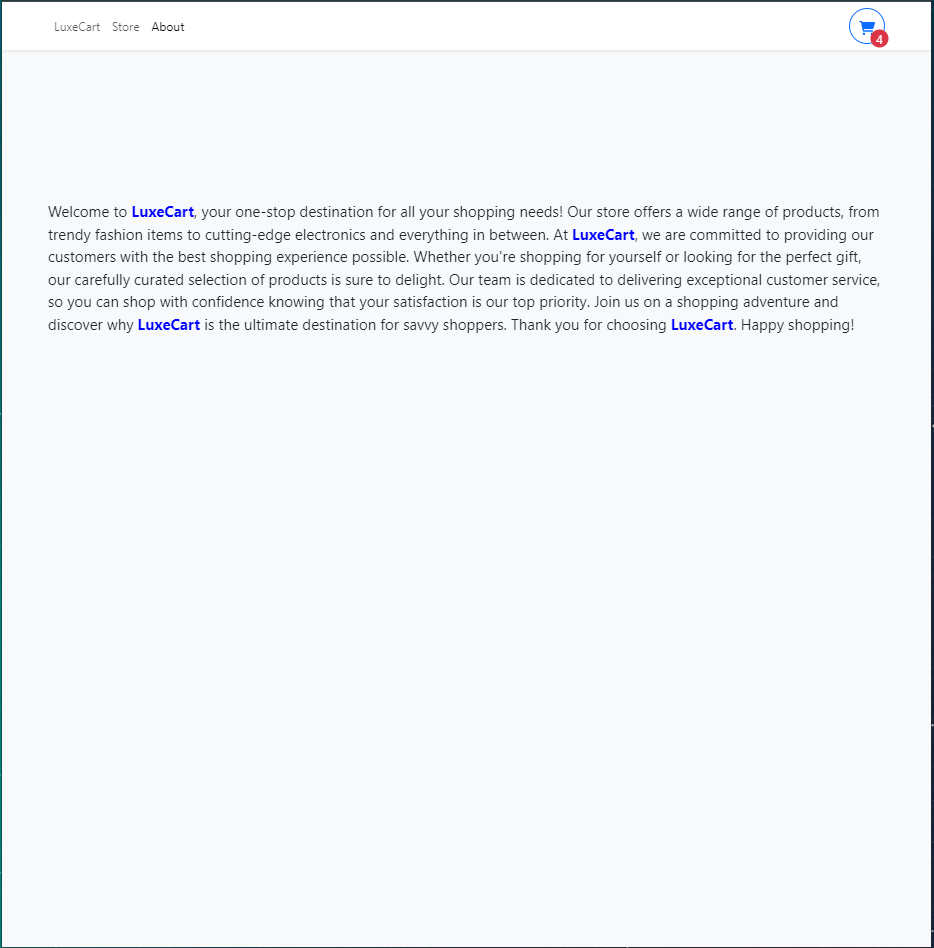 LuxeCart Store About
4
Welcome to LuxeCart, your one-stop destination for all your shopping needs! Our store offers a wide range of products, from
trendy fashion items to cutting-edge electronics and everything in between. At LuxeCart, we are committed to providing our
customers with the best shopping experience possible. Whether you're shopping for yourself or looking for the perfect gift,
our carefully curated selection of products is sure to delight. Our team is dedicated to delivering exceptional customer service,
so you can shop with confidence knowing that your satisfaction is our top priority. Join us on a shopping adventure and
discover why LuxeCart is the ultimate destination for savvy shoppers. Thank you for choosing LuxeCart. Happy shopping!